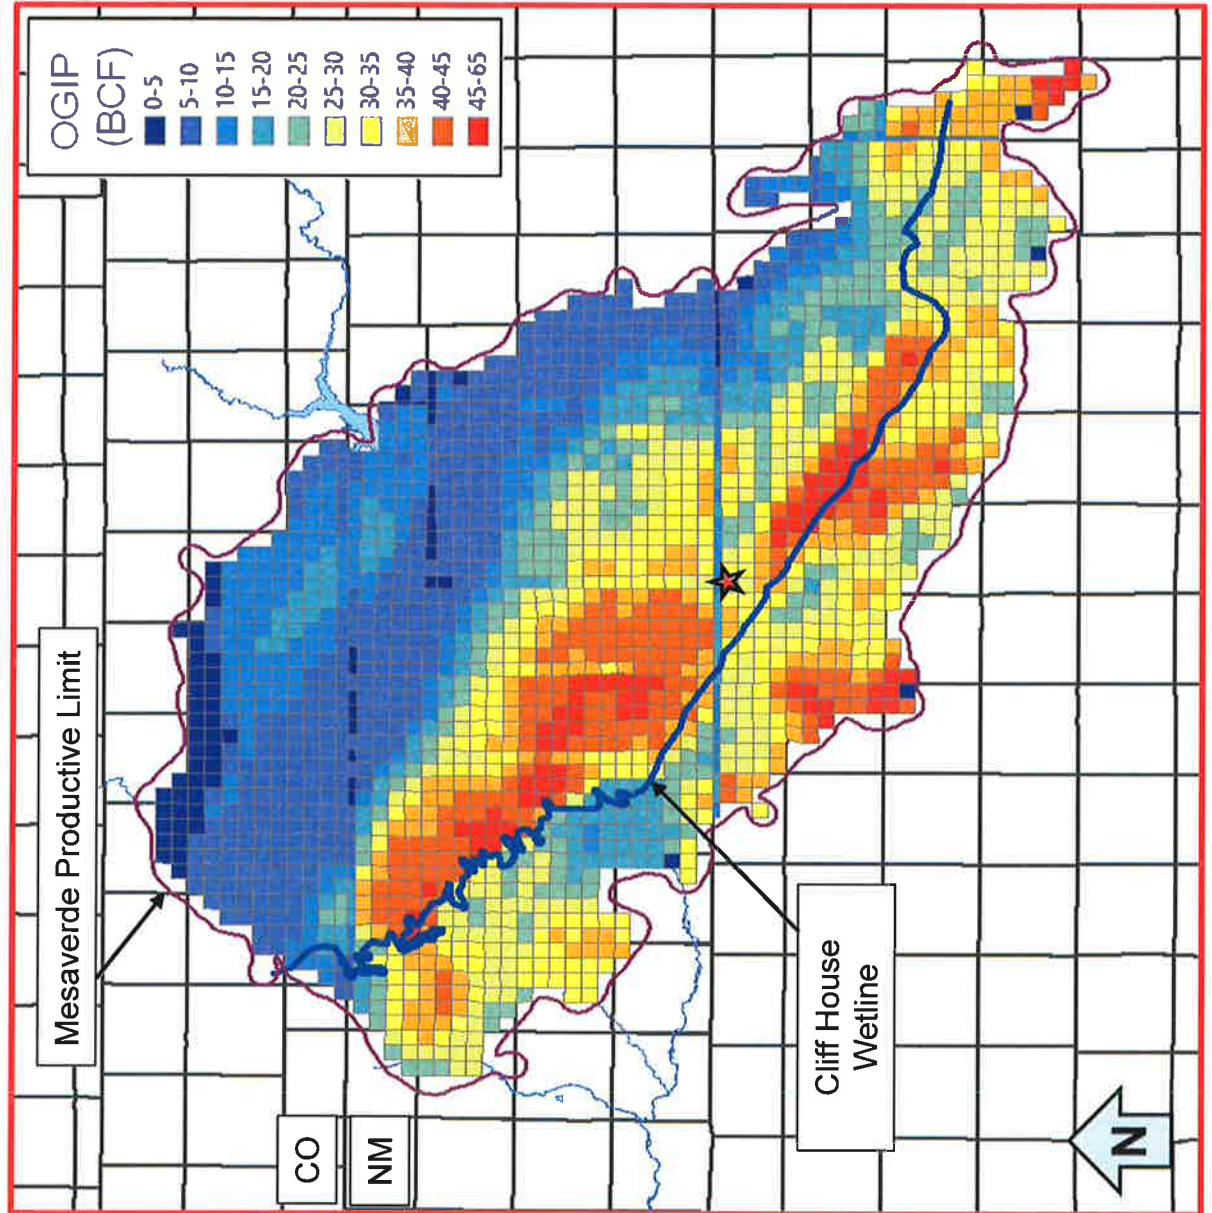 Mesaverde Productive Limit
OGIP
(BCF)
0-5
5-10
10-15
15-20
20-25
25-30
30-35
35-40
40-45
45-65
CO
NM
Cliff House
Wetline
N